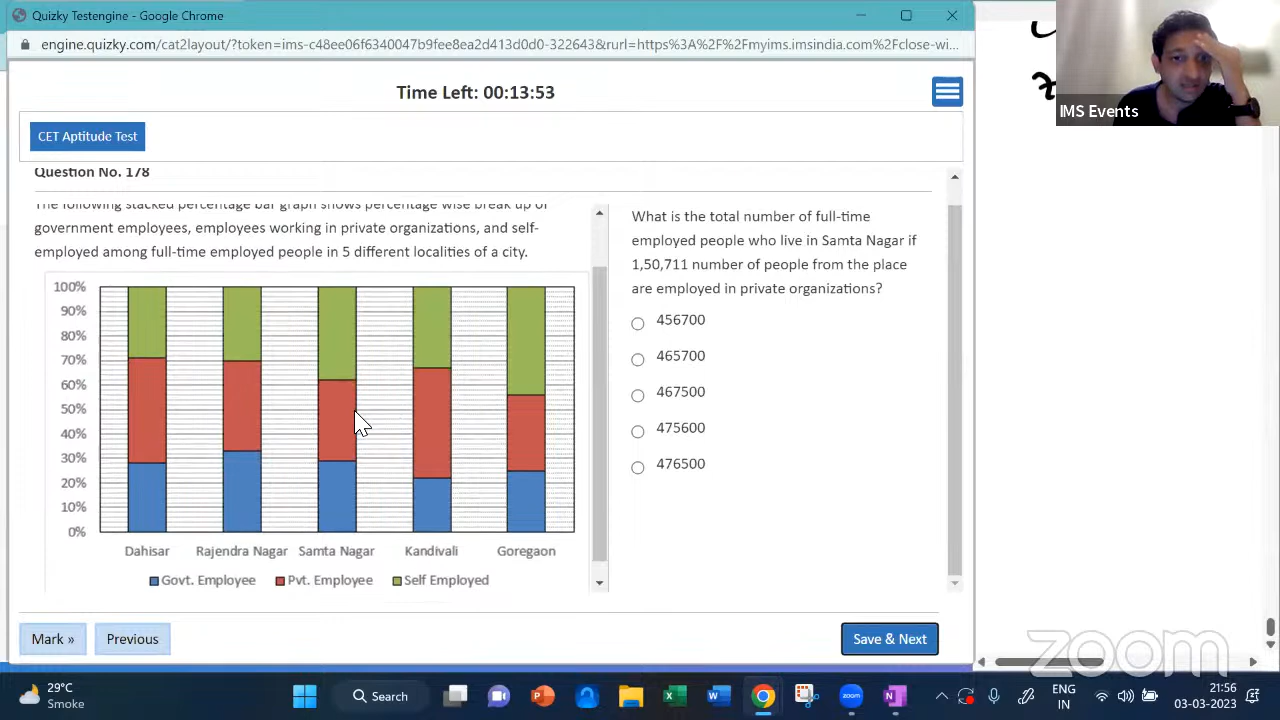 Quizky Testengine - Google Chrome
engine.quizky.com/cat2layout/?token=ims-c48ee06f6340047b9fee8ea2d413d0d0-322643&rurl=https%3A%2F%2Fmyims.imsindia.com%2Fclose-wi...
IMS Events
Time Left: 00:13:53
CET Aptitude Test
Question No. 178
The following stacked percentage bar graph shows percentage wise break up of
government employees, employees working in private organizations, and self-
employed among full-time employed people in 5 different localities of a city.
100%
90%
80%
70%
60%
50%
40%
30%
20%
10%
0%
Dahisar Rajendra Nagar Samta Nagar Kandivali Goregaon
Govt. Employee Pvt. Employee Self Employed
What is the total number of full-time
employed people who live in Samta Nagar if
1,50,711 number of people from the place
are employed in private organizations?
456700
465700
467500
475600
476500
Mark » Previous Save & Next
zoom
29°C
Smoke
Search
zoom
ENG
IN
21:56
03-03-2023